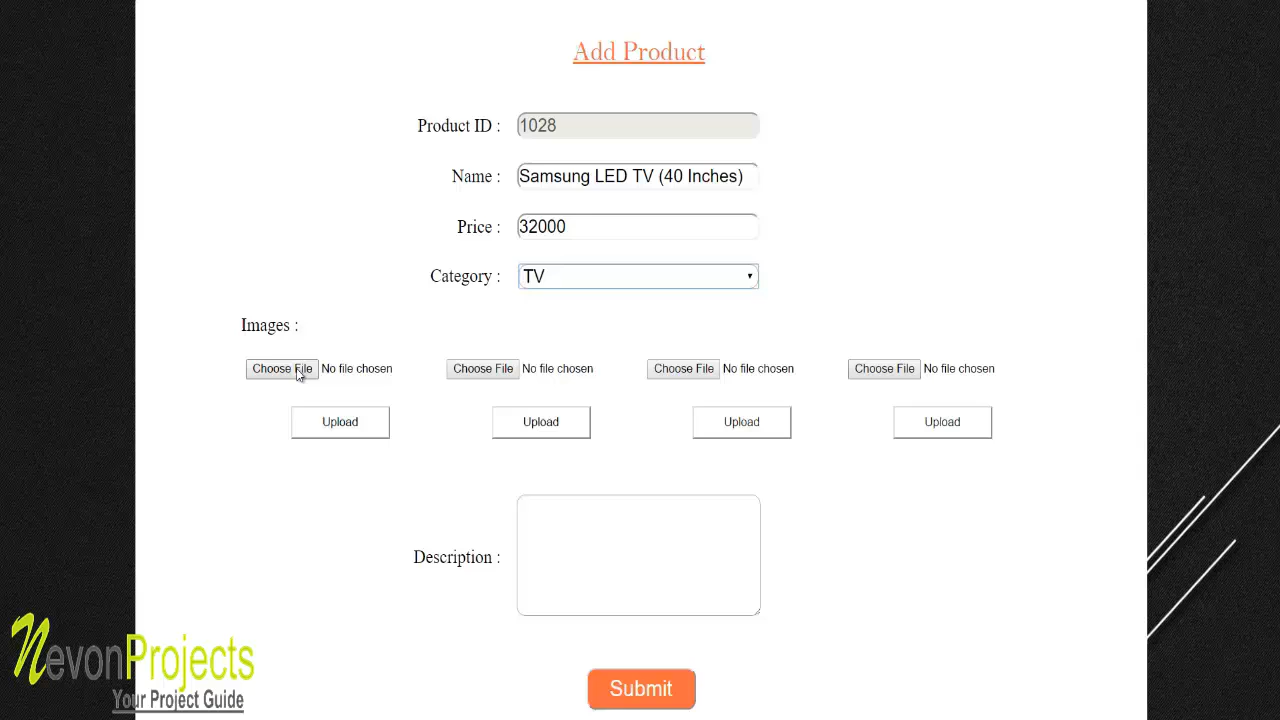 Add Product
Product ID : 1028
Name : Samsung LED TV (40 Inches)
Price : 32000
Category : TV
Images :
Choose File No file chosen Choose File No file chosen Choose File No file chosen Choose File No file chosen
Upload Upload Upload Upload
Description :
NevonProjects
Your Project Guide
Submit